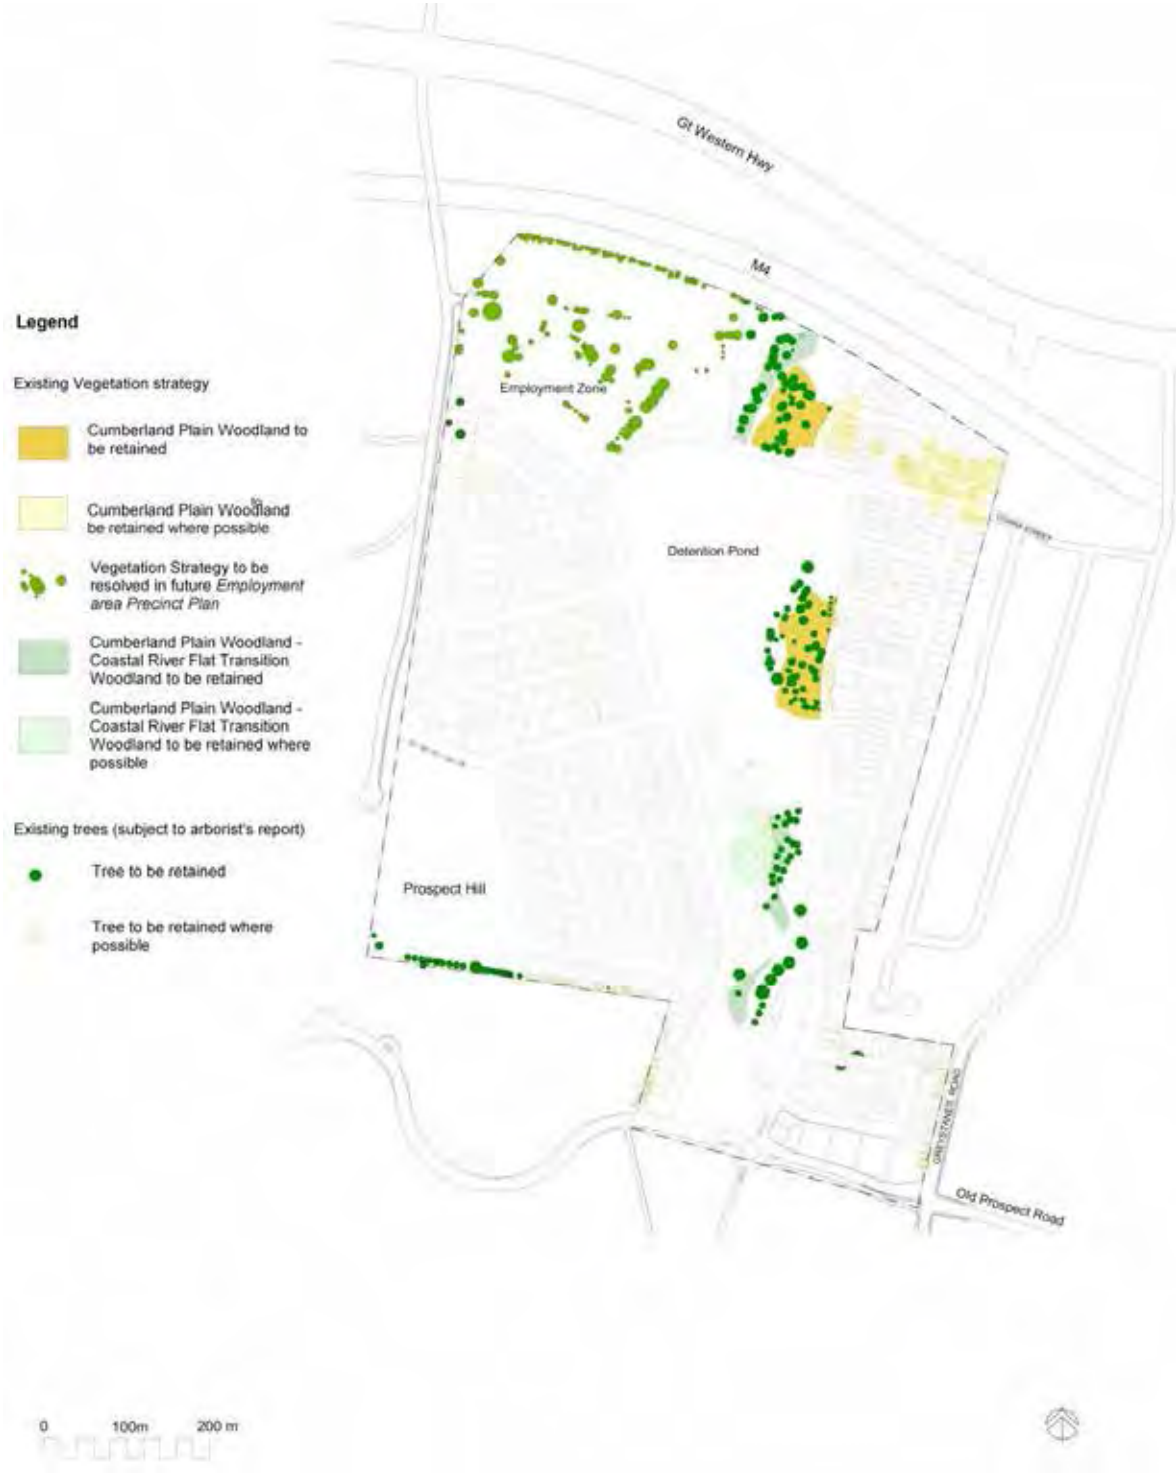 Gt Western Hwy
M4
Legend
Existing Vegetation strategy
Cumberland Plain Woodland to
be retained
to
Cumberland Plain Woodland
be retained where possible
Vegetation Strategy to be
resolved in future Employment
area Precinct Plan
Cumberland Plain Woodland -
Coastal River Flat Transition
Woodland to be retained
Cumberland Plain Woodland -
Coastal River Flat Transition
Woodland to be retained where
possible
Existing trees (subject to arborist's report)
Tree to be retained
Tree to be retained where
possible
Employment Zone
Detention Pond
STREET
Prospect Hill
GREYSTANES ROAD
Old Prospect Road
0 100m 200 m